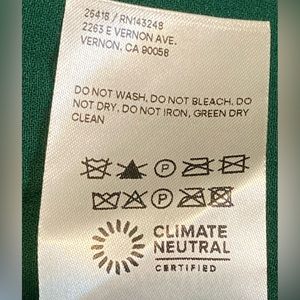 26418 / RN143248
2263 E VERNON AVE.
VERNON, CA 90058
DO NOT WASH, DO NOT BLEACH, DO
NOT DRY, DO NOT IRON, GREEN DRY
CLEAN
P
P
CLIMATE
NEUTRAL
CERTIFIED